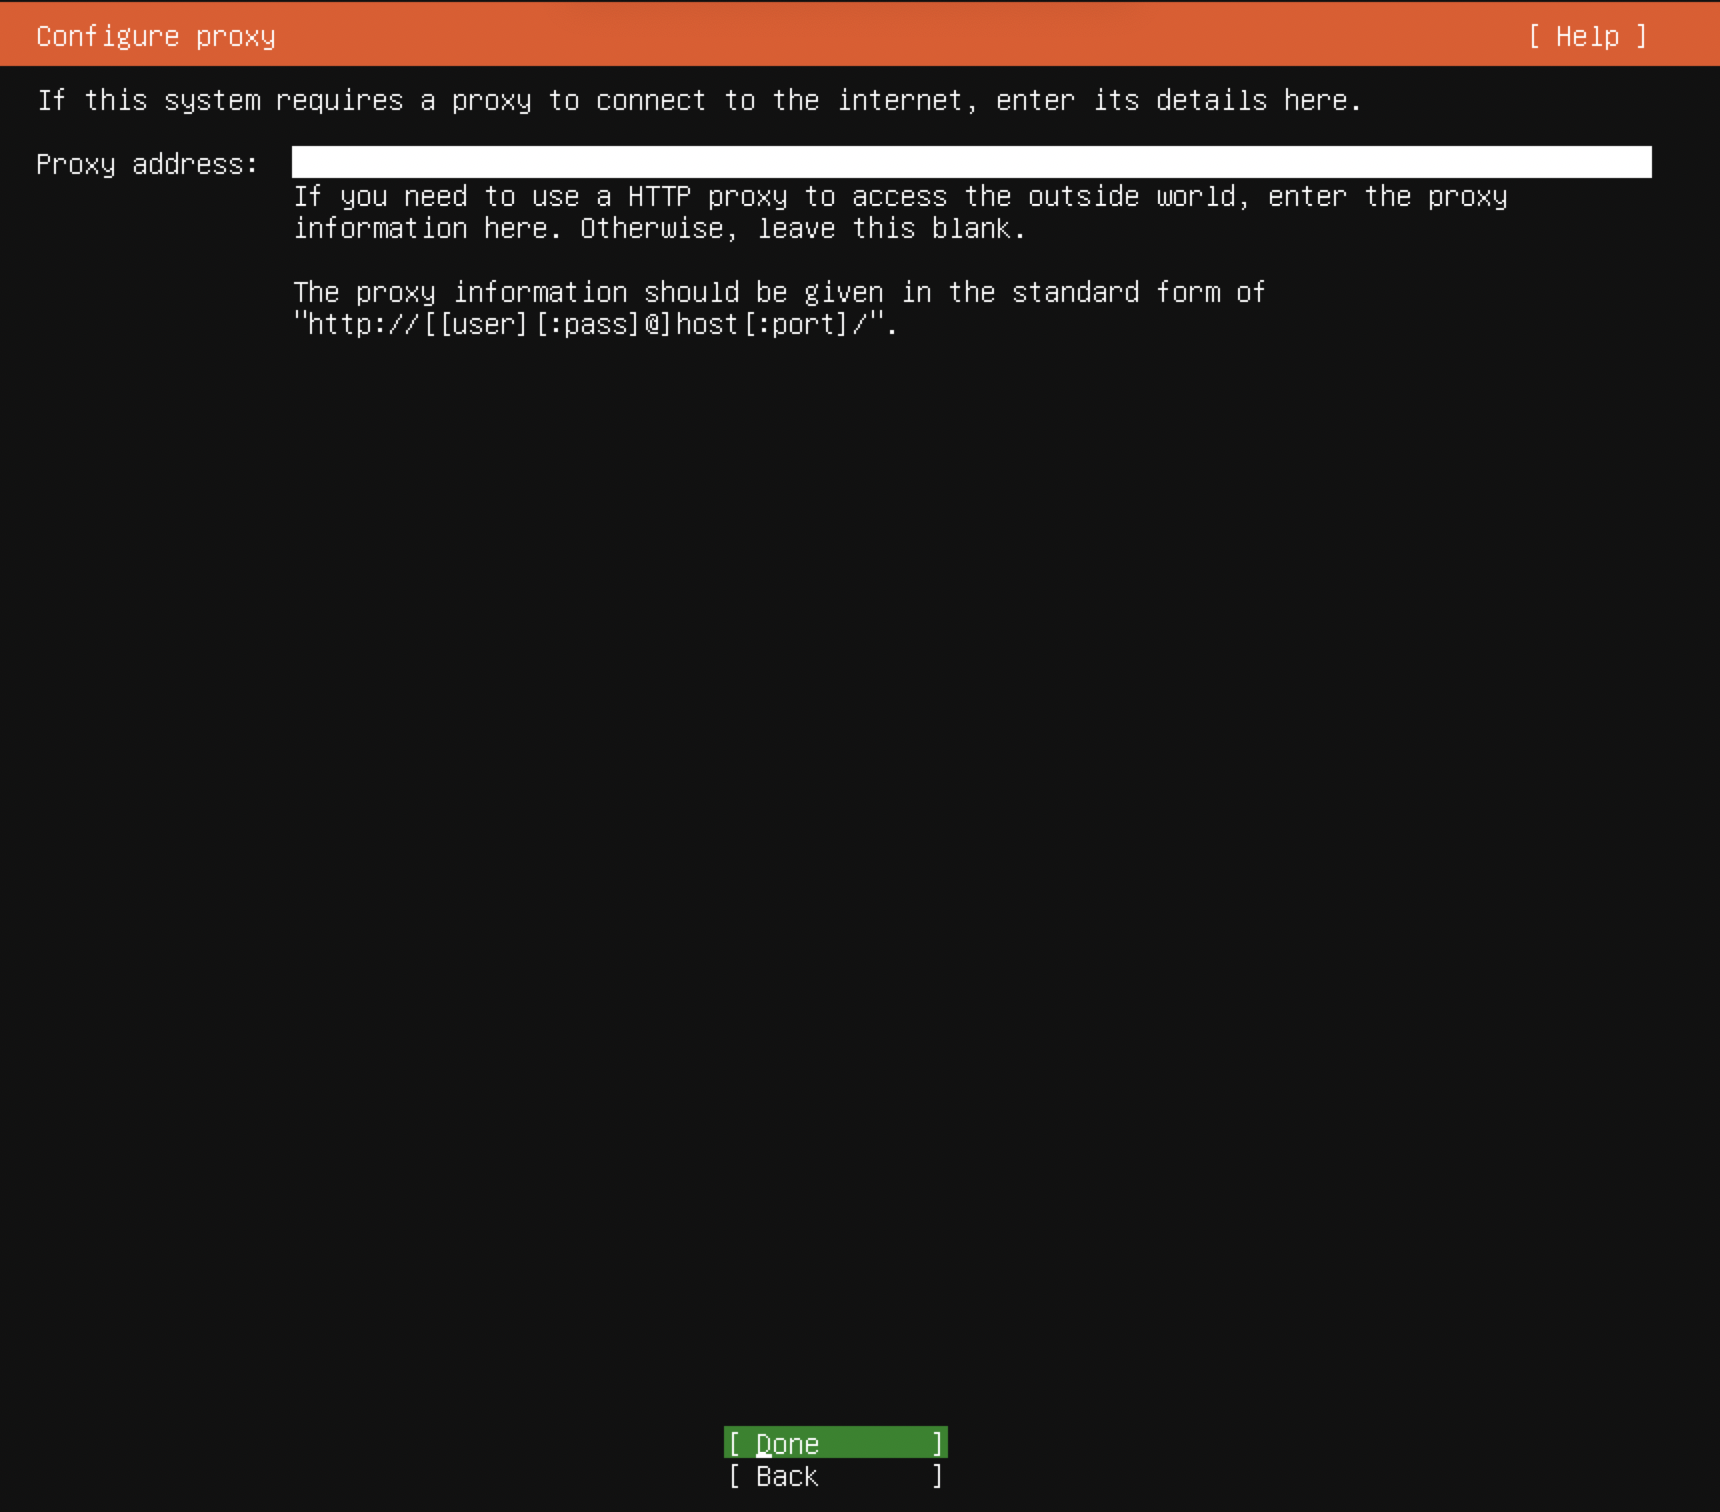 Configure proxy [ Help ]
If this system requires a proxy to connect to the internet, enter its details here.
Proxy address:
If you need to use a HTTP proxy to access the outside world, enter the proxy
information here. Otherwise, leave this blank.
The proxy information should be given in the standard form of
"http://[[user][:pass]@]host[:port]/".
[ Done ]
[ Back ]